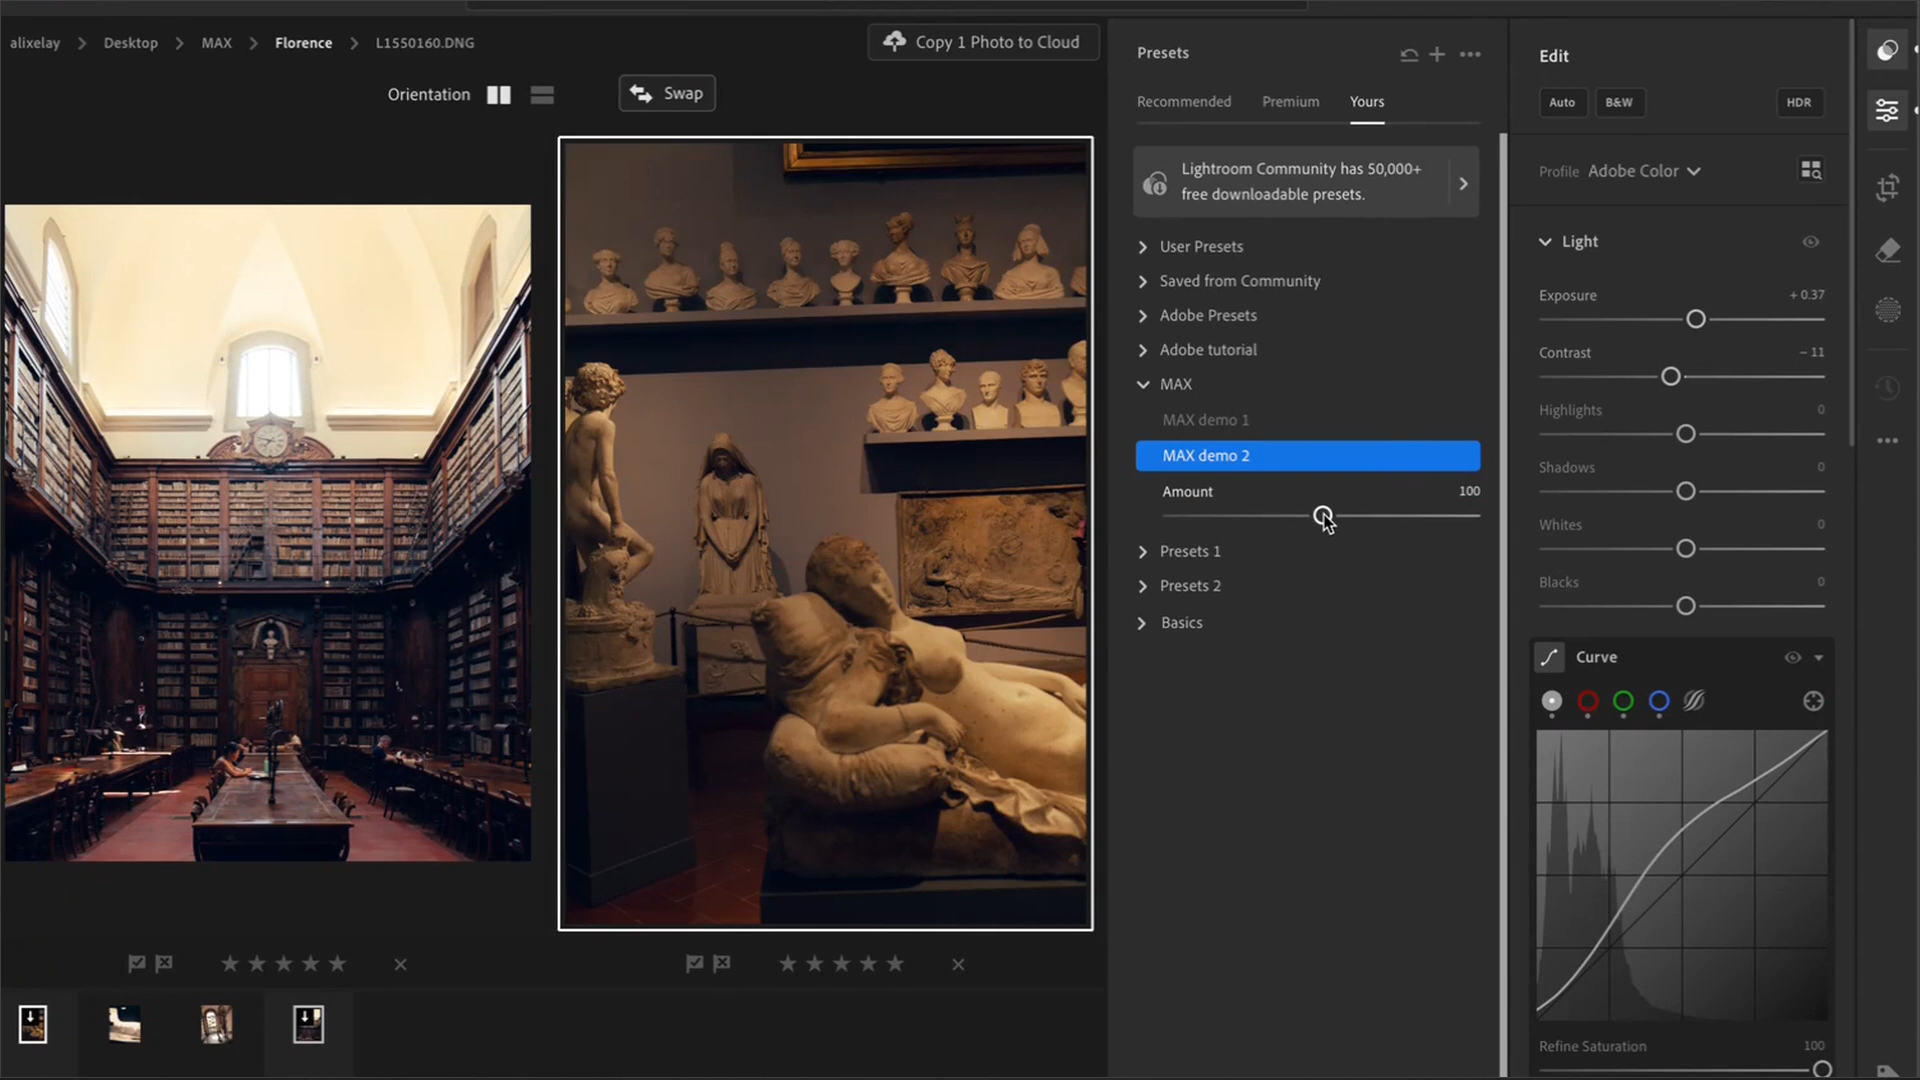 alixelay > Desktop > MAX > Florence > L1550160.DNG
Copy 1 Photo to Cloud
Orientation
Swap
Presets
Recommended Premium Yours
Lightroom Community has 50,000+
free downloadable presets.
User Presets
Saved from Community
Adobe Presets
Adobe tutorial
MAX
MAX demo 1
MAX demo 2
Amount 100
Presets 1
Presets 2
Basics
Edit
Auto B&W HDR
Profile Adobe Color
Light
Exposure + 0.37
Contrast – 11
Highlights 0
Shadows 0
Whites 0
Blacks 0
Curve
Refine Saturation 100